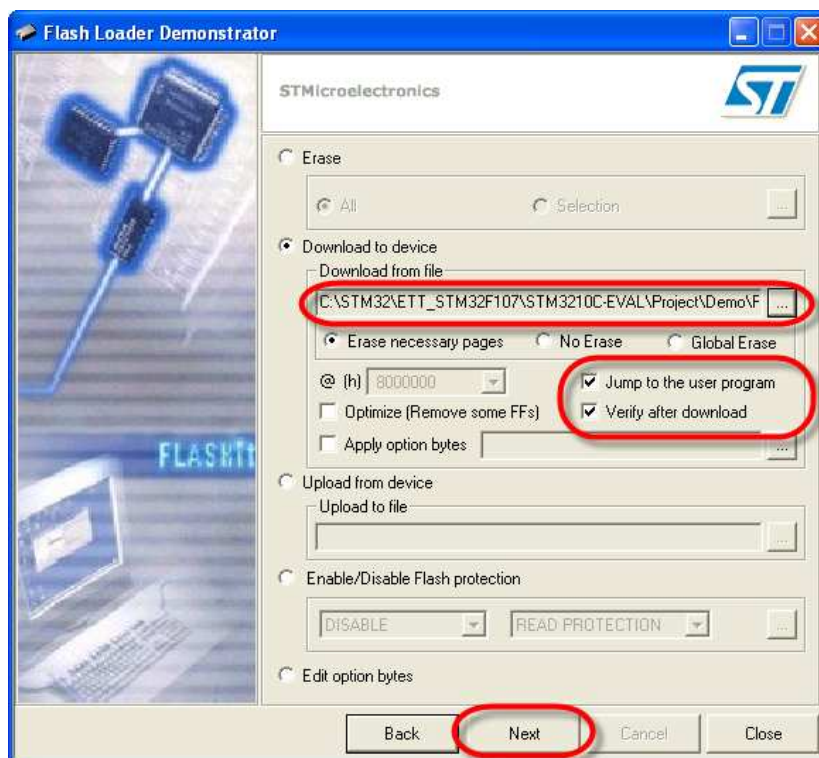 Flash Loader Demonstrator
STMicroelectronics
ST
Erase
All Selection ...
Download to device
Download from file
C:\STM32\ETT_STM32F107\STM3210C-EVAL\Project\Demo\F ...
Erase necessary pages No Erase Global Erase
@ (h) 8000000 Jump to the user program
Optimize (Remove some FFs) Verify after download
Apply option bytes ...
FLASHit
Upload from device
Upload to file
...
Enable/Disable Flash protection
DISABLE READ PROTECTION ...
Edit option bytes
Back Next Cancel Close